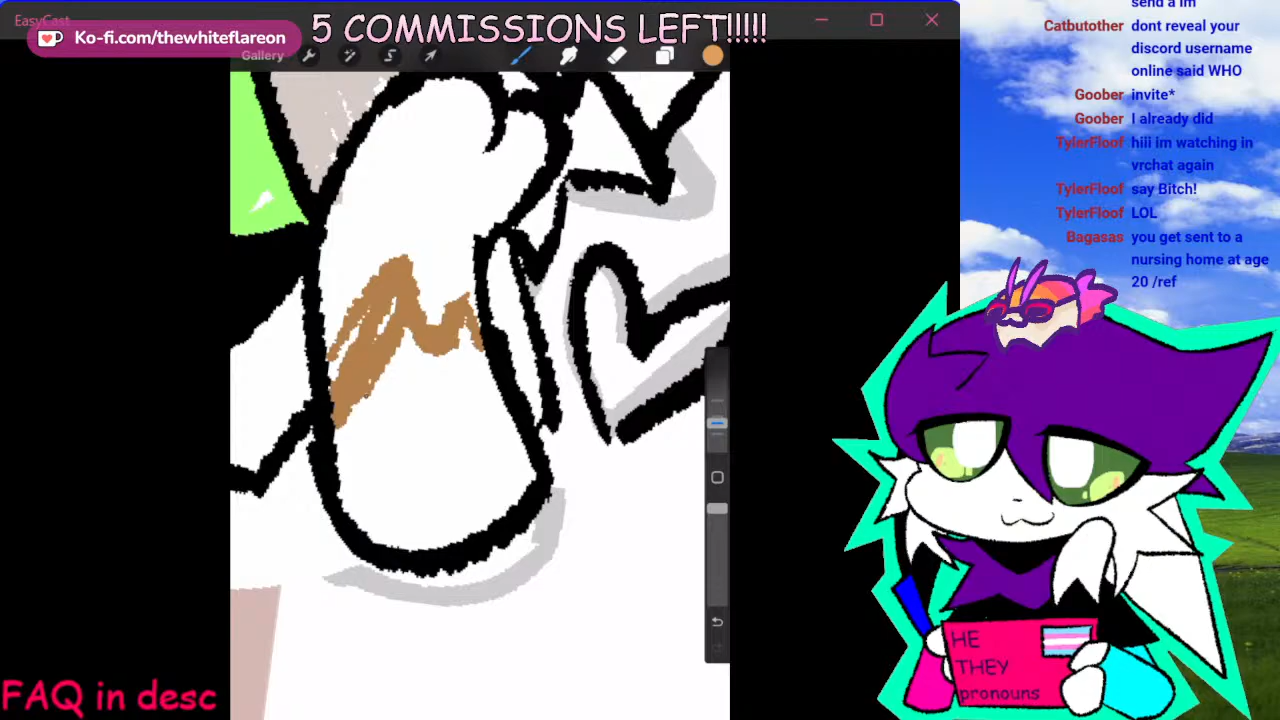 EasyCast
Ko-fi.com/thewhiteflareon
5 COMMISSIONS LEFT!!!!!
Gallery
send a im
Catbutother dont reveal your
discord username
online said WHO
Goober invite*
Goober I already did
TylerFloof hiii im watching in
vrchat again
TylerFloof say Bitch!
TylerFloof LOL
Bagasas you get sent to a
nursing home at age
20 /ref
HE
THEY
pronouns
FAQ in desc